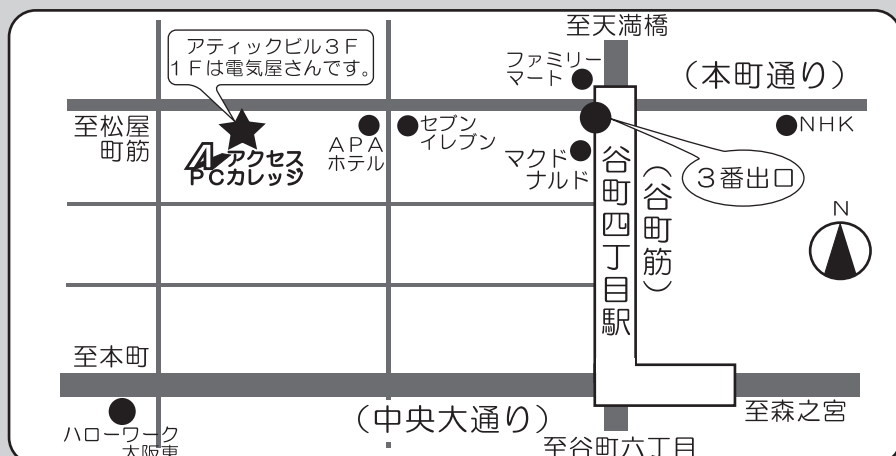 至天満橋
アティックビル３Ｆ
１Ｆは電気屋さんです。
ファミリー
マート
（本町通り）
至松屋
町筋
アクセス
ＰＣカレッジ
ＡＰＡ
ホテル
セブン
イレブン
マクド
ナルド
ＮＨＫ
３番出口
谷町四丁目駅
（谷町筋）
N
至本町
ハローワーク
大阪東
（中央大通り）
至森之宮
至谷町六丁目